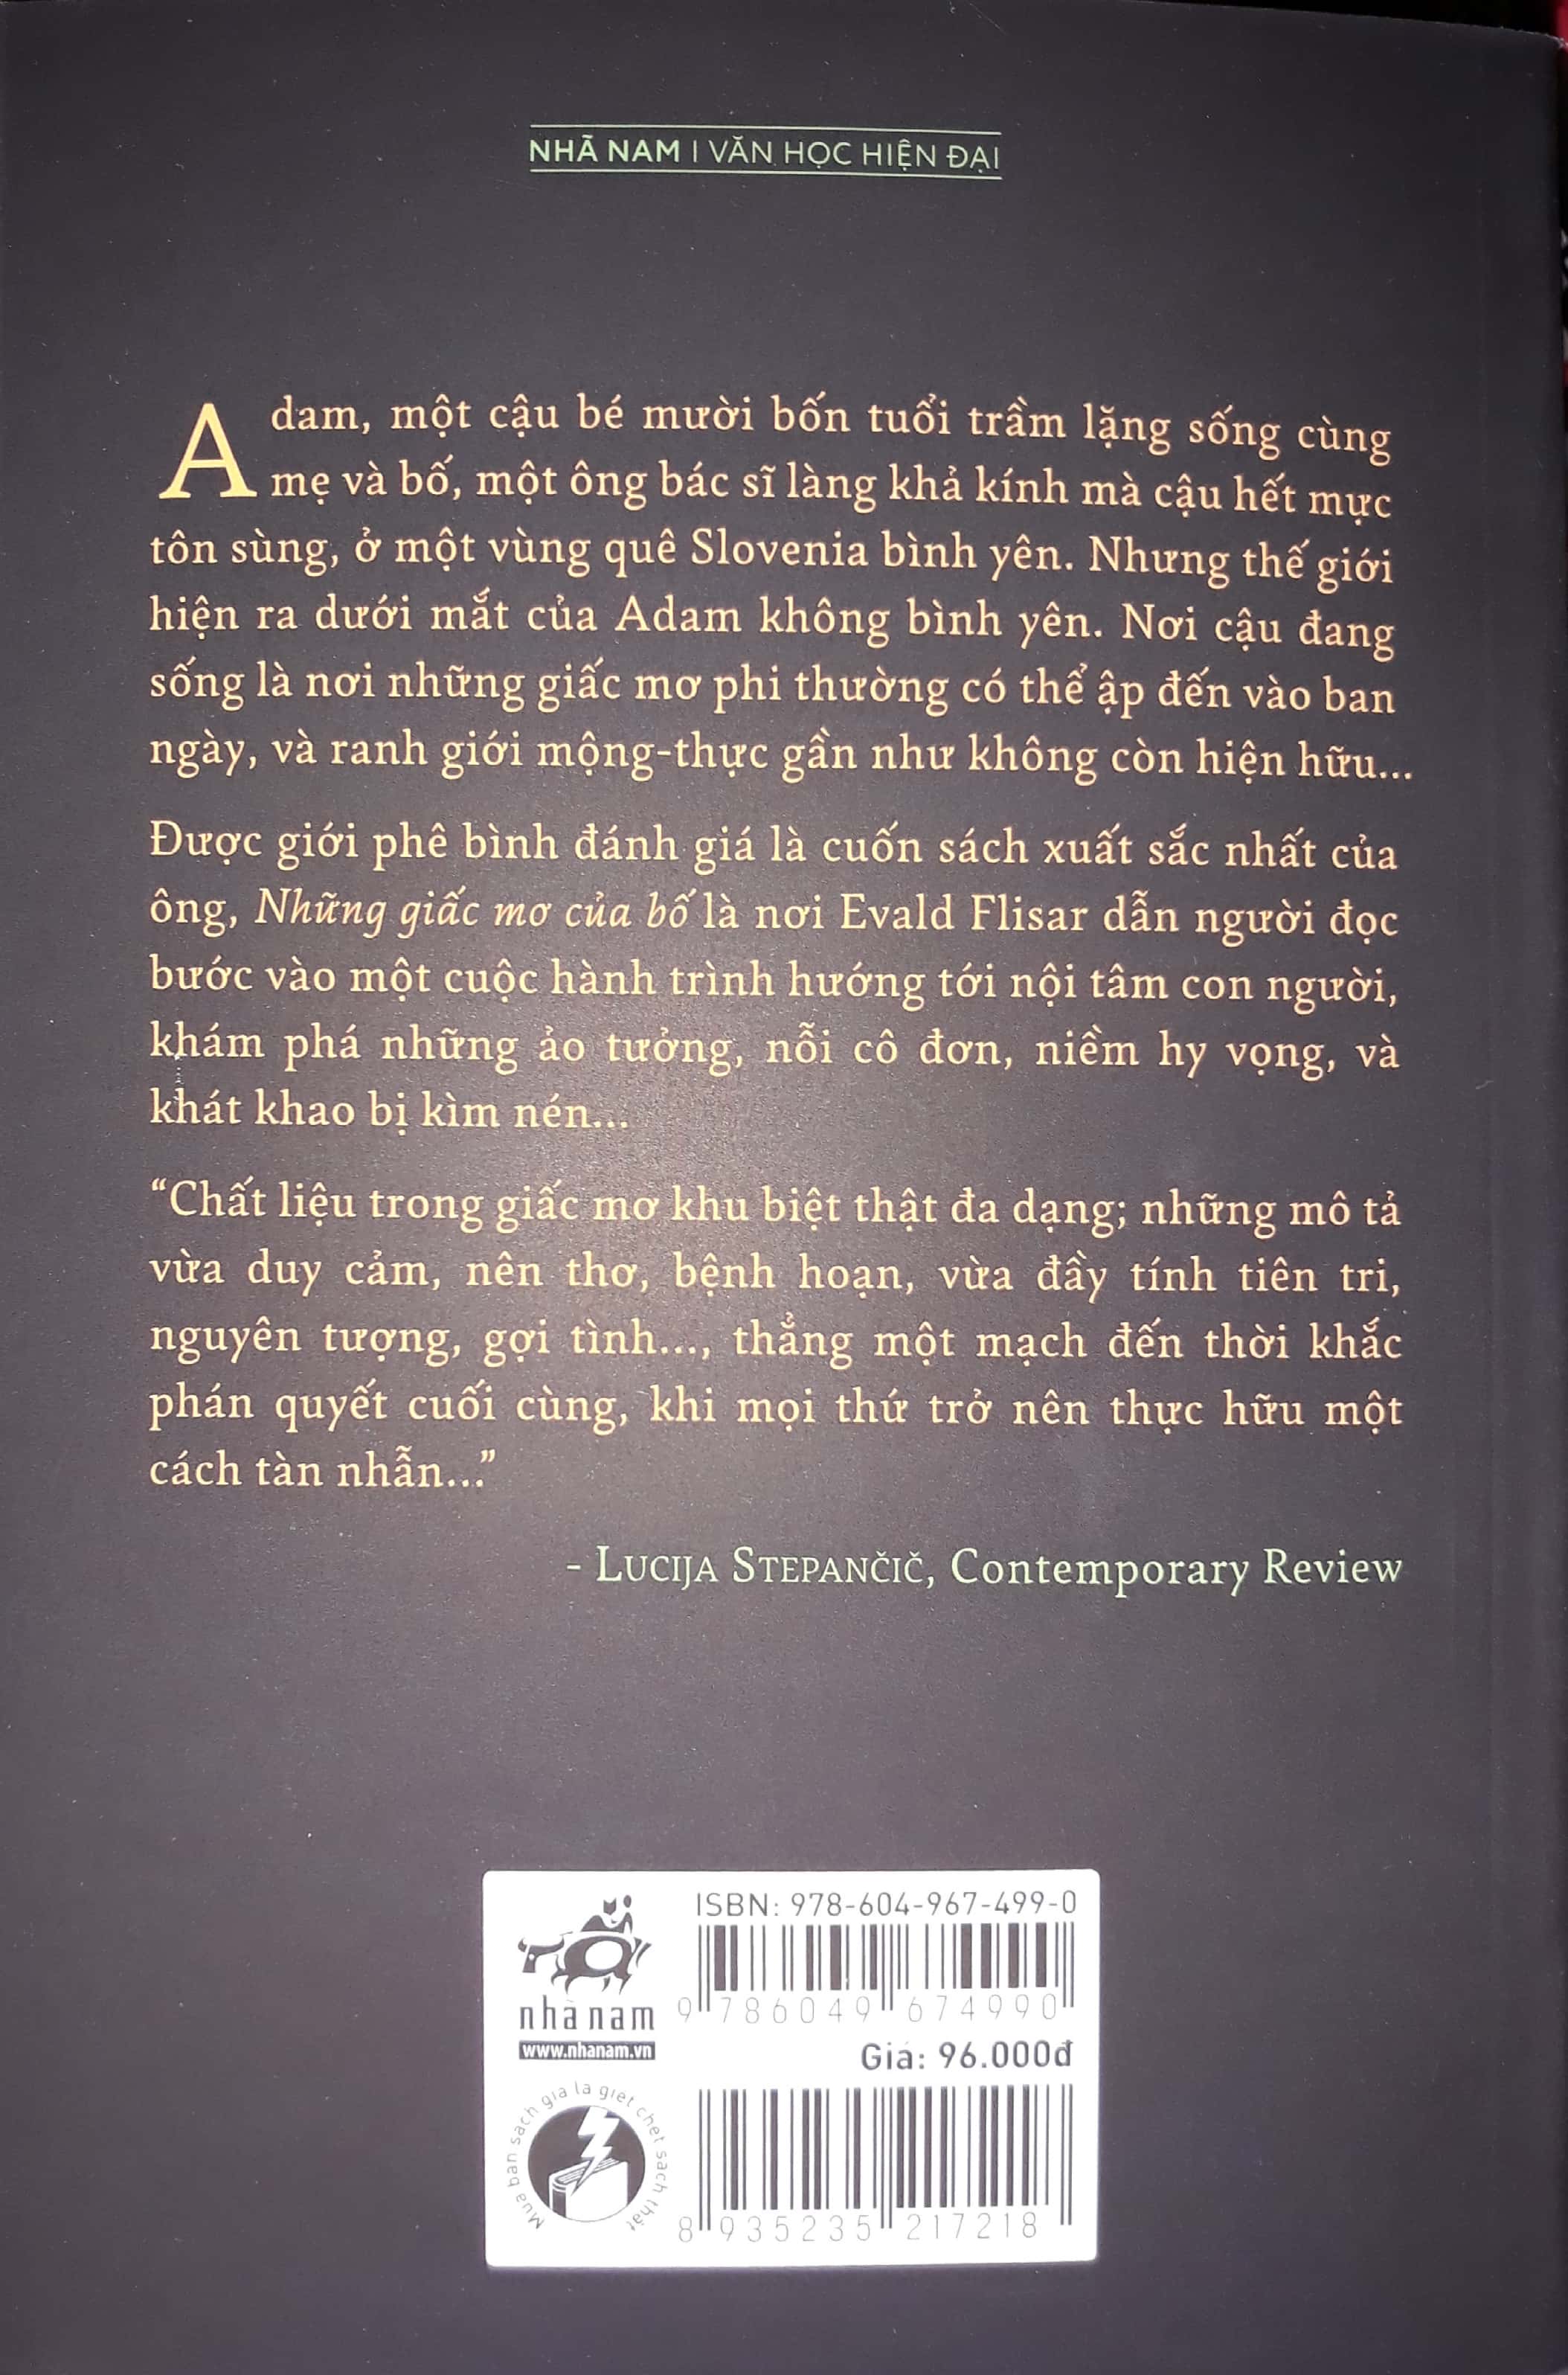 NHÃ NAM | VĂN HỌC HIỆN ĐẠI
Adam, một cậu bé mười bốn tuổi trầm lặng sống cùng
mẹ và bố, một ông bác sĩ làng khả kính mà cậu hết mực
tôn sùng, ở một vùng quê Slovenia bình yên. Nhưng thế giới
hiện ra dưới mắt của Adam không bình yên. Nơi cậu đang
sống là nơi những giấc mơ phi thường có thể ập đến vào ban
ngày, và ranh giới mộng-thực gần như không còn hiện hữu...
Được giới phê bình đánh giá là cuốn sách xuất sắc nhất của
ông, Những giấc mơ của bố là nơi Evald Flisar dẫn người đọc
bước vào một cuộc hành trình hướng tới nội tâm con người,
khám phá những ảo tưởng, nỗi cô đơn, niềm hy vọng, và
khát khao bị kìm nén...
“Chất liệu trong giấc mơ khu biệt thật đa dạng; những mô tả
vừa duy cảm, nên thơ, bệnh hoạn, vừa đầy tính tiên tri,
nguyên tượng, gợi tình..., thẳng một mạch đến thời khắc
phán quyết cuối cùng, khi mọi thứ trở nên thực hữu một
cách tàn nhẫn...”
- LUCIJA STEPANČIČ, Contemporary Review
ISBN: 978-604-967-499-0
9 786049 674990
nhã nam
www.nhanam.vn
Giá: 96.000đ
Mua bán sách giả là giết chết sách thật
8 935235 217218